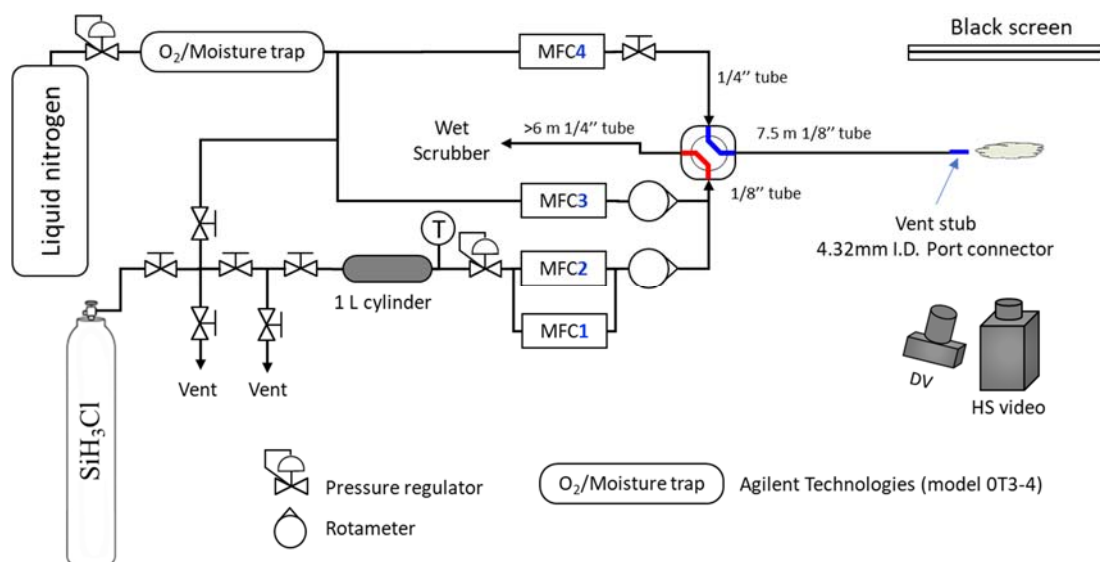 Liquid nitrogen
O₂/Moisture trap
MFC4
1/4’’ tube
Black screen
Wet
Scrubber
>6 m 1/4’’ tube
7.5 m 1/8’’ tube
1/8’’ tube
MFC3
Vent stub
4.32mm I.D. Port connector
T
MFC2
1 L cylinder
MFC1
Vent
Vent
SiH₃Cl
DV
HS video
Pressure regulator
Rotameter
O₂/Moisture trap
Agilent Technologies (model 0T3-4)